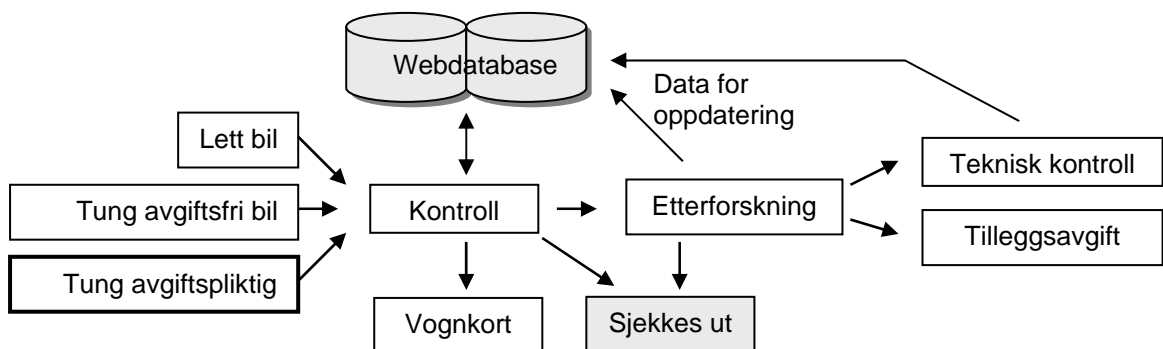 Webdatabase
Data for
oppdatering
Lett bil
Teknisk kontroll
Tung avgiftsfri bil
Kontroll
Etterforskning
Tilleggsavgift
Tung avgiftspliktig
Vognkort
Sjekkes ut